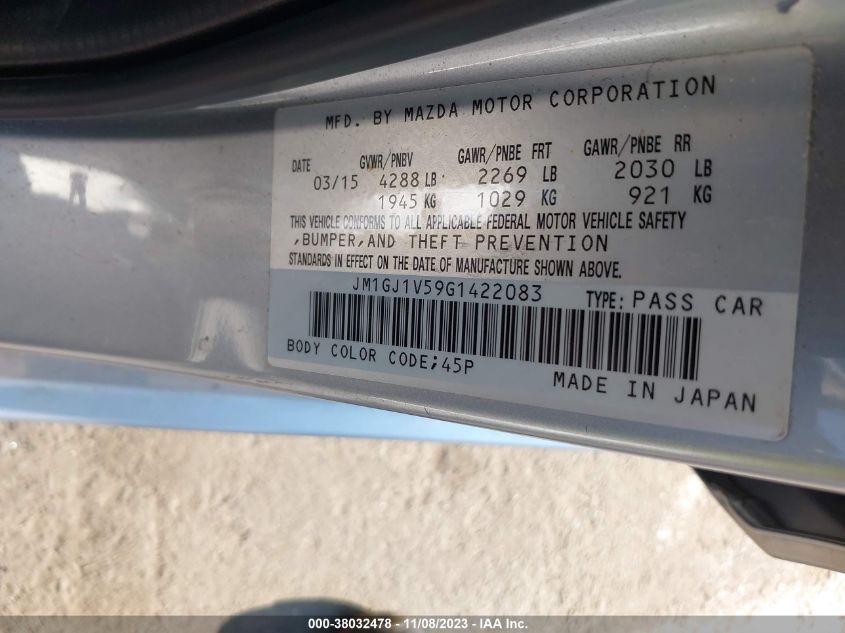 MFD. BY MAZDA MOTOR CORPORATION
DATE GVWR/PNBV GAWR/PNBE FRT GAWR/PNBE RR
03/15 4288 LB 2269 LB 2030 LB
1945 KG 1029 KG 921 KG
THIS VEHICLE CONFORMS TO ALL APPLICABLE FEDERAL MOTOR VEHICLE SAFETY
,BUMPER,AND THEFT PREVENTION
STANDARDS IN EFFECT ON THE DATE OF MANUFACTURE SHOWN ABOVE.
JM1GJ1V59G1422083 TYPE: PASS CAR
BODY COLOR CODE;45P
MADE IN JAPAN
000-38032478 - 11/08/2023 - IAA Inc.